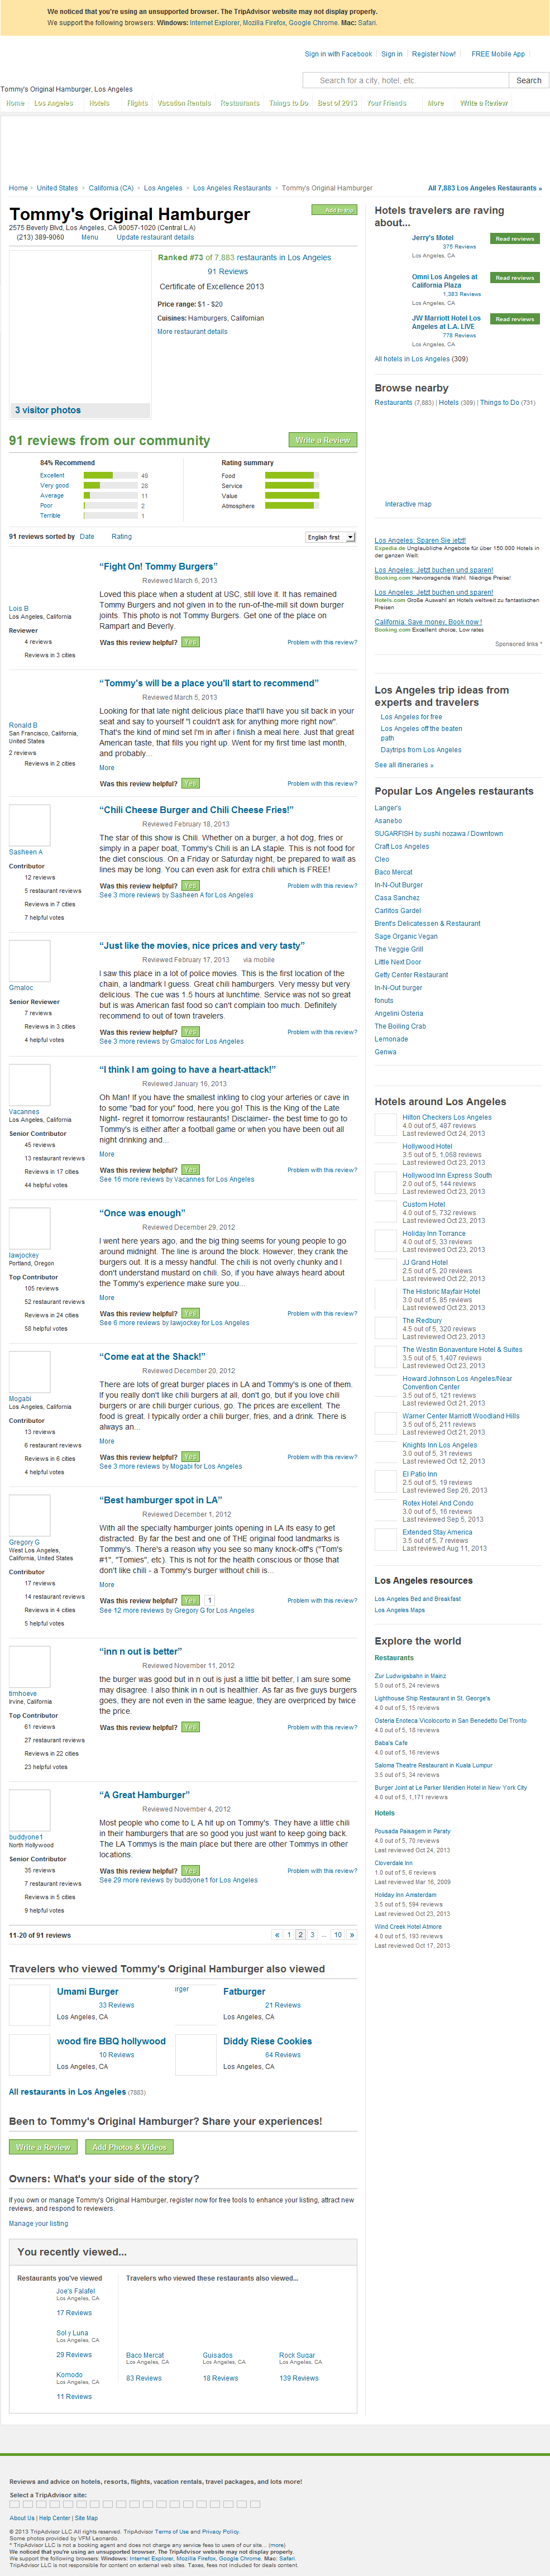 We noticed that you're using an unsupported browser. The TripAdvisor website may not display properly.
We support the following browsers: Windows: Internet Explorer, Mozilla Firefox, Google Chrome. Mac: Safari.
Sign in with Facebook Sign in Register Now! FREE Mobile App
Search for a city, hotel, etc. Search
Tommy's Original Hamburger, Los Angeles
Home Los Angeles Hotels Flights Vacation Rentals Restaurants Things to Do Best of 2013 Your Friends More Write a Review
Home United States California (CA) Los Angeles Los Angeles Restaurants Tommy's Original Hamburger
All 7,883 Los Angeles Restaurants »
Tommy's Original Hamburger
Add to trip
2575 Beverly Blvd, Los Angeles, CA 90057-1020 (Central L.A)
(213) 389-9060 Menu Update restaurant details
Ranked #73 of 7,883 restaurants in Los Angeles
91 Reviews
Certificate of Excellence 2013
Price range: $1 - $20
Cuisines: Hamburgers, Californian
More restaurant details
3 visitor photos
91 reviews from our community
Write a Review
84% Recommend
Excellent 49
Very good 28
Average 11
Poor 2
Terrible 1
Rating summary
Food
Service
Value
Atmosphere
91 reviews sorted by Date Rating English first
“Fight On! Tommy Burgers”
Reviewed March 6, 2013
Loved this place when a student at USC, still love it. It has remained
Tommy Burgers and not given in to the run-of-the-mill sit down burger
joints. This photo is not Tommy Burgers. Get one of the place on
Rampart and Beverly.
Was this review helpful? Yes Problem with this review?
Lois B
Los Angeles, California
Reviewer
4 reviews
Reviews in 3 cities
“Tommy's will be a place you'll start to recommend”
Reviewed March 5, 2013
Looking for that late night delicious place that'll have you sit back in your
seat and say to yourself "I couldn't ask for anything more right now".
That's the kind of mind set I'm in after i finish a meal here. Just that great
American taste, that fills you right up. Went for my first time last month,
and probably...
More
Was this review helpful? Yes Problem with this review?
Ronald B
San Francisco, California,
United States
2 reviews
Reviews in 2 cities
“Chili Cheese Burger and Chili Cheese Fries!”
Reviewed February 18, 2013
The star of this show is Chili. Whether on a burger, a hot dog, fries or
simply in a paper boat, Tommy's Chili is an LA staple. This is not food for
the diet conscious. On a Friday or Saturday night, be prepared to wait as
lines may be long. You can even ask for extra chili which is FREE!
Was this review helpful? Yes Problem with this review?
See 3 more reviews by Sasheen A for Los Angeles
Sasheen A
Contributor
12 reviews
5 restaurant reviews
Reviews in 7 cities
7 helpful votes
“Just like the movies, nice prices and very tasty”
Reviewed February 17, 2013 via mobile
I saw this place in a lot of police movies. This is the first location of the
chain, a landmark I guess. Great chili hamburgers. Very messy but very
delicious. The cue was 1.5 hours at lunchtime. Service was not so great
but is was American fast food so can't complain too much. Definitely
recommend to out of town travelers.
Was this review helpful? Yes Problem with this review?
See 3 more reviews by Gmaloc for Los Angeles
Gmaloc
Senior Reviewer
7 reviews
Reviews in 3 cities
4 helpful votes
“I think I am going to have a heart-attack!”
Reviewed January 16, 2013
Oh Man! If you have the smallest inkling to clog your arteries or cave in
to some "bad for you" food, here you go! This is the King of the Late
Night- regret it tomorrow restaurants! Disclaimer- the best time to go to
Tommy's is either after a football game or when you have been out all
night drinking and...
More
Was this review helpful? Yes Problem with this review?
See 16 more reviews by Vacannes for Los Angeles
Vacannes
Los Angeles, California
Senior Contributor
45 reviews
13 restaurant reviews
Reviews in 17 cities
44 helpful votes
“Once was enough”
Reviewed December 29, 2012
I went here years ago, and the big thing seems for young people to go
around midnight. The line is around the block. However, they crank the
burgers out. It is a messy handful. The chili is not overly chunky and I
don't understand mustard on chili. So, if you have always heard about
the Tommy's experience make sure you...
More
Was this review helpful? Yes Problem with this review?
See 6 more reviews by lawjockey for Los Angeles
lawjockey
Portland, Oregon
Top Contributor
105 reviews
52 restaurant reviews
Reviews in 24 cities
58 helpful votes
“Come eat at the Shack!”
Reviewed December 20, 2012
There are lots of great burger places in LA and Tommy's is one of them.
If you really don't like chili burgers at all, don't go, but if you love chili
burgers or are chili burger curious, go. The prices are excellent. The
food is great. I typically order a chili burger, fries, and a drink. There is
always an...
More
Was this review helpful? Yes Problem with this review?
See 3 more reviews by Mogabi for Los Angeles
Mogabi
Los Angeles, California
Contributor
13 reviews
6 restaurant reviews
Reviews in 6 cities
4 helpful votes
“Best hamburger spot in LA”
Reviewed December 1, 2012
With all the specialty hamburger joints opening in LA its easy to get
distracted. By far the best and one of THE original food landmarks is
Tommy's. There's a reason why you see so many knock-off's ("Tom's
#1", "Tomies", etc). This is not for the health conscious or those that
don't like chili - a Tommy's burger without chili is...
More
Was this review helpful? Yes 1 Problem with this review?
See 12 more reviews by Gregory G for Los Angeles
Gregory G
West Los Angeles,
California, United States
Contributor
17 reviews
14 restaurant reviews
Reviews in 4 cities
5 helpful votes
“inn n out is better”
Reviewed November 11, 2012
the burger was good but in n out is just a little bit better, I am sure some
may disagree. I also think in n out is healthier. As far as five guys burgers
goes, they are not even in the same league, they are overpriced by twice
the price.
Was this review helpful? Yes Problem with this review?
timhoeve
Irvine, California
Top Contributor
61 reviews
27 restaurant reviews
Reviews in 22 cities
23 helpful votes
“A Great Hamburger”
Reviewed November 4, 2012
Most people who come to L A hit up on Tommy's. They have a little chili
in their hamburgers that are so good you just want to keep going back.
The LA Tommys is the main place but there are other Tommys in other
locations.
Was this review helpful? Yes Problem with this review?
See 29 more reviews by buddyone1 for Los Angeles
buddyone1
North Hollywood
Senior Contributor
35 reviews
7 restaurant reviews
Reviews in 5 cities
9 helpful votes
11-20 of 91 reviews « 1 2 3 ... 10 »
Travelers who viewed Tommy's Original Hamburger also viewed
Umami Burger
33 Reviews
Los Angeles, CA
urger
Fatburger
21 Reviews
Los Angeles, CA
wood fire BBQ hollywood
10 Reviews
Los Angeles, CA
Diddy Riese Cookies
64 Reviews
Los Angeles, CA
All restaurants in Los Angeles (7883)
Been to Tommy's Original Hamburger? Share your experiences!
Write a Review Add Photos & Videos
Owners: What's your side of the story?
If you own or manage Tommy's Original Hamburger, register now for free tools to enhance your listing, attract new
reviews, and respond to reviewers.
Manage your listing
You recently viewed...
Restaurants you've viewed
Joe's Falafel
Los Angeles, CA
17 Reviews
Sol y Luna
Los Angeles, CA
29 Reviews
Komodo
Los Angeles, CA
11 Reviews
Travelers who viewed these restaurants also viewed...
Baco Mercat
Los Angeles, CA
83 Reviews
Guisados
Los Angeles, CA
18 Reviews
Rock Sugar
Los Angeles, CA
139 Reviews
Hotels travelers are raving
about...
Jerry's Motel Read reviews
375 Reviews
Los Angeles, CA
Omni Los Angeles at
California Plaza Read reviews
1,383 Reviews
Los Angeles, CA
JW Marriott Hotel Los
Angeles at L.A. LIVE Read reviews
778 Reviews
Los Angeles, CA
All hotels in Los Angeles (309)
Browse nearby
Restaurants (7,883) | Hotels (309) | Things to Do (731)
Interactive map
Los Angeles: Sparen Sie jetzt!
Expedia.de Unglaubliche Angebote für über 150.000 Hotels in
der ganzen Welt.
Los Angeles: Jetzt buchen und sparen!
Booking.com Hervorragende Wahl. Niedrige Preise!
Los Angeles: Jetzt buchen und sparen!
Hotels.com Große Auswahl an Hotels weltweit zu fantastischen
Preisen
California: Save money. Book now !
Booking.com Excellent choice, Low rates
Sponsored links *
Los Angeles trip ideas from
experts and travelers
Los Angeles for free
Los Angeles off the beaten
path
Daytrips from Los Angeles
See all itineraries »
Popular Los Angeles restaurants
Langer's
Asanebo
SUGARFISH by sushi nozawa / Downtown
Craft Los Angeles
Cleo
Baco Mercat
In-N-Out Burger
Casa Sanchez
Carlitos Gardel
Brent's Delicatessen & Restaurant
Sage Organic Vegan
The Veggie Grill
Little Next Door
Getty Center Restaurant
In-N-Out burger
fonuts
Angelini Osteria
The Boiling Crab
Lemonade
Genwa
Hotels around Los Angeles
Hilton Checkers Los Angeles
4.0 out of 5, 487 reviews
Last reviewed Oct 24, 2013
Hollywood Hotel
3.5 out of 5, 1,068 reviews
Last reviewed Oct 23, 2013
Hollywood Inn Express South
2.0 out of 5, 144 reviews
Last reviewed Oct 23, 2013
Custom Hotel
4.0 out of 5, 732 reviews
Last reviewed Oct 23, 2013
Holiday Inn Torrance
4.0 out of 5, 33 reviews
Last reviewed Oct 23, 2013
JJ Grand Hotel
2.5 out of 5, 20 reviews
Last reviewed Oct 22, 2013
The Historic Mayfair Hotel
3.0 out of 5, 85 reviews
Last reviewed Oct 23, 2013
The Redbury
4.5 out of 5, 320 reviews
Last reviewed Oct 23, 2013
The Westin Bonaventure Hotel & Suites
3.5 out of 5, 1,407 reviews
Last reviewed Oct 23, 2013
Howard Johnson Los Angeles/Near
Convention Center
3.5 out of 5, 121 reviews
Last reviewed Oct 21, 2013
Warner Center Marriott Woodland Hills
3.5 out of 5, 211 reviews
Last reviewed Oct 21, 2013
Knights Inn Los Angeles
3.0 out of 5, 31 reviews
Last reviewed Oct 12, 2013
El Patio Inn
2.5 out of 5, 19 reviews
Last reviewed Sep 26, 2013
Rotex Hotel And Condo
3.0 out of 5, 16 reviews
Last reviewed Sep 5, 2013
Extended Stay America
3.5 out of 5, 7 reviews
Last reviewed Aug 11, 2013
Los Angeles resources
Los Angeles Bed and Breakfast
Los Angeles Maps
Explore the world
Restaurants
Zur Ludwigsbahn in Mainz
5.0 out of 5, 24 reviews
Lighthouse Ship Restaurant in St. George's
4.0 out of 5, 15 reviews
Osteria Enoteca Vicolocorto in San Benedetto Del Tronto
4.0 out of 5, 18 reviews
Baba's Cafe
4.0 out of 5, 16 reviews
Saloma Theatre Restaurant in Kuala Lumpur
3.5 out of 5, 34 reviews
Burger Joint at Le Parker Meridien Hotel in New York City
4.0 out of 5, 1,171 reviews
Hotels
Pousada Paisagem in Paraty
4.0 out of 5, 70 reviews
Last reviewed Oct 24, 2013
Cloverdale Inn
1.0 out of 5, 6 reviews
Last reviewed Mar 16, 2009
Holiday Inn Amsterdam
3.5 out of 5, 594 reviews
Last reviewed Oct 23, 2013
Wind Creek Hotel Atmore
4.0 out of 5, 193 reviews
Last reviewed Oct 17, 2013
Reviews and advice on hotels, resorts, flights, vacation rentals, travel packages, and lots more!
Select a TripAdvisor site:
About Us | Help Center | Site Map
© 2013 TripAdvisor LLC All rights reserved. TripAdvisor Terms of Use and Privacy Policy.
Some photos provided by VFM Leonardo.
* TripAdvisor LLC is not a booking agent and does not charge any service fees to users of our site... (more)
We noticed that you're using an unsupported browser. The TripAdvisor website may not display properly.
We support the following browsers: Windows: Internet Explorer, Mozilla Firefox, Google Chrome. Mac: Safari.
TripAdvisor LLC is not responsible for content on external web sites. Taxes, fees not included for deals content.